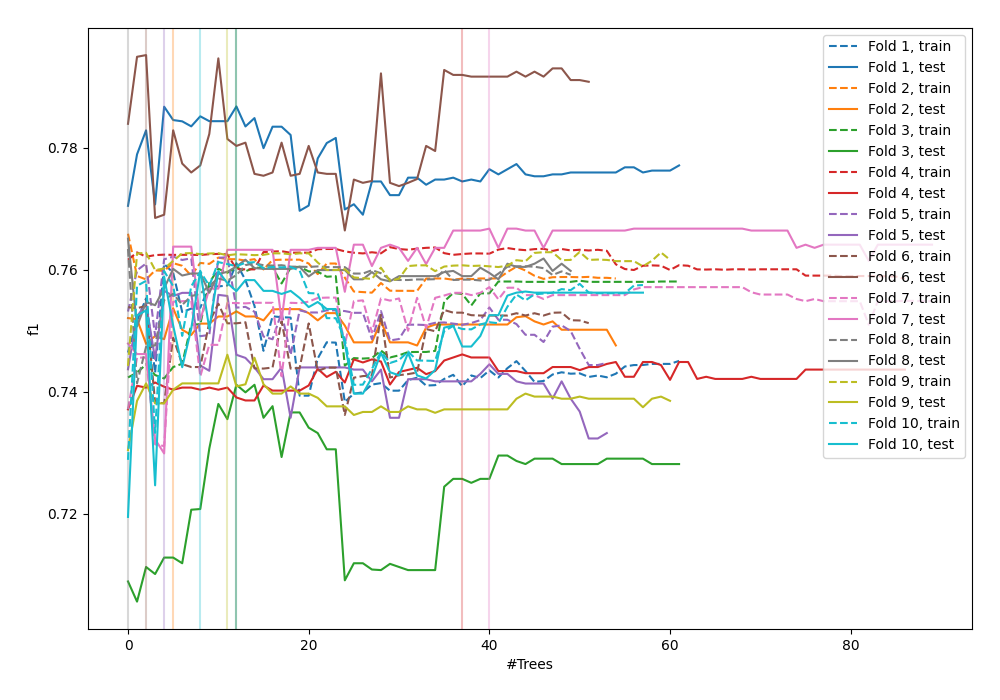 Fold 1, train
Fold 1, test
Fold 2, train
Fold 2, test
Fold 3, train
Fold 3, test
Fold 4, train
Fold 4, test
Fold 5, train
Fold 5, test
Fold 6, train
Fold 6, test
Fold 7, train
Fold 7, test
Fold 8, train
Fold 8, test
Fold 9, train
Fold 9, test
Fold 10, train
Fold 10, test
0.78
0.76
0.74
0.72
f1
0 20 40 60 80
#Trees